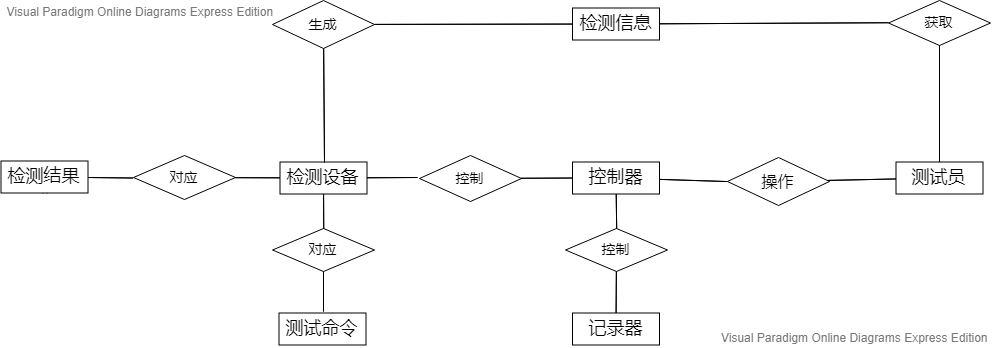 Visual Paradigm Online Diagrams Express Edition
生成
检测信息
获取
检测结果
对应
检测设备
控制
控制器
操作
测试员
对应
控制
测试命令
记录器
Visual Paradigm Online Diagrams Express Edition